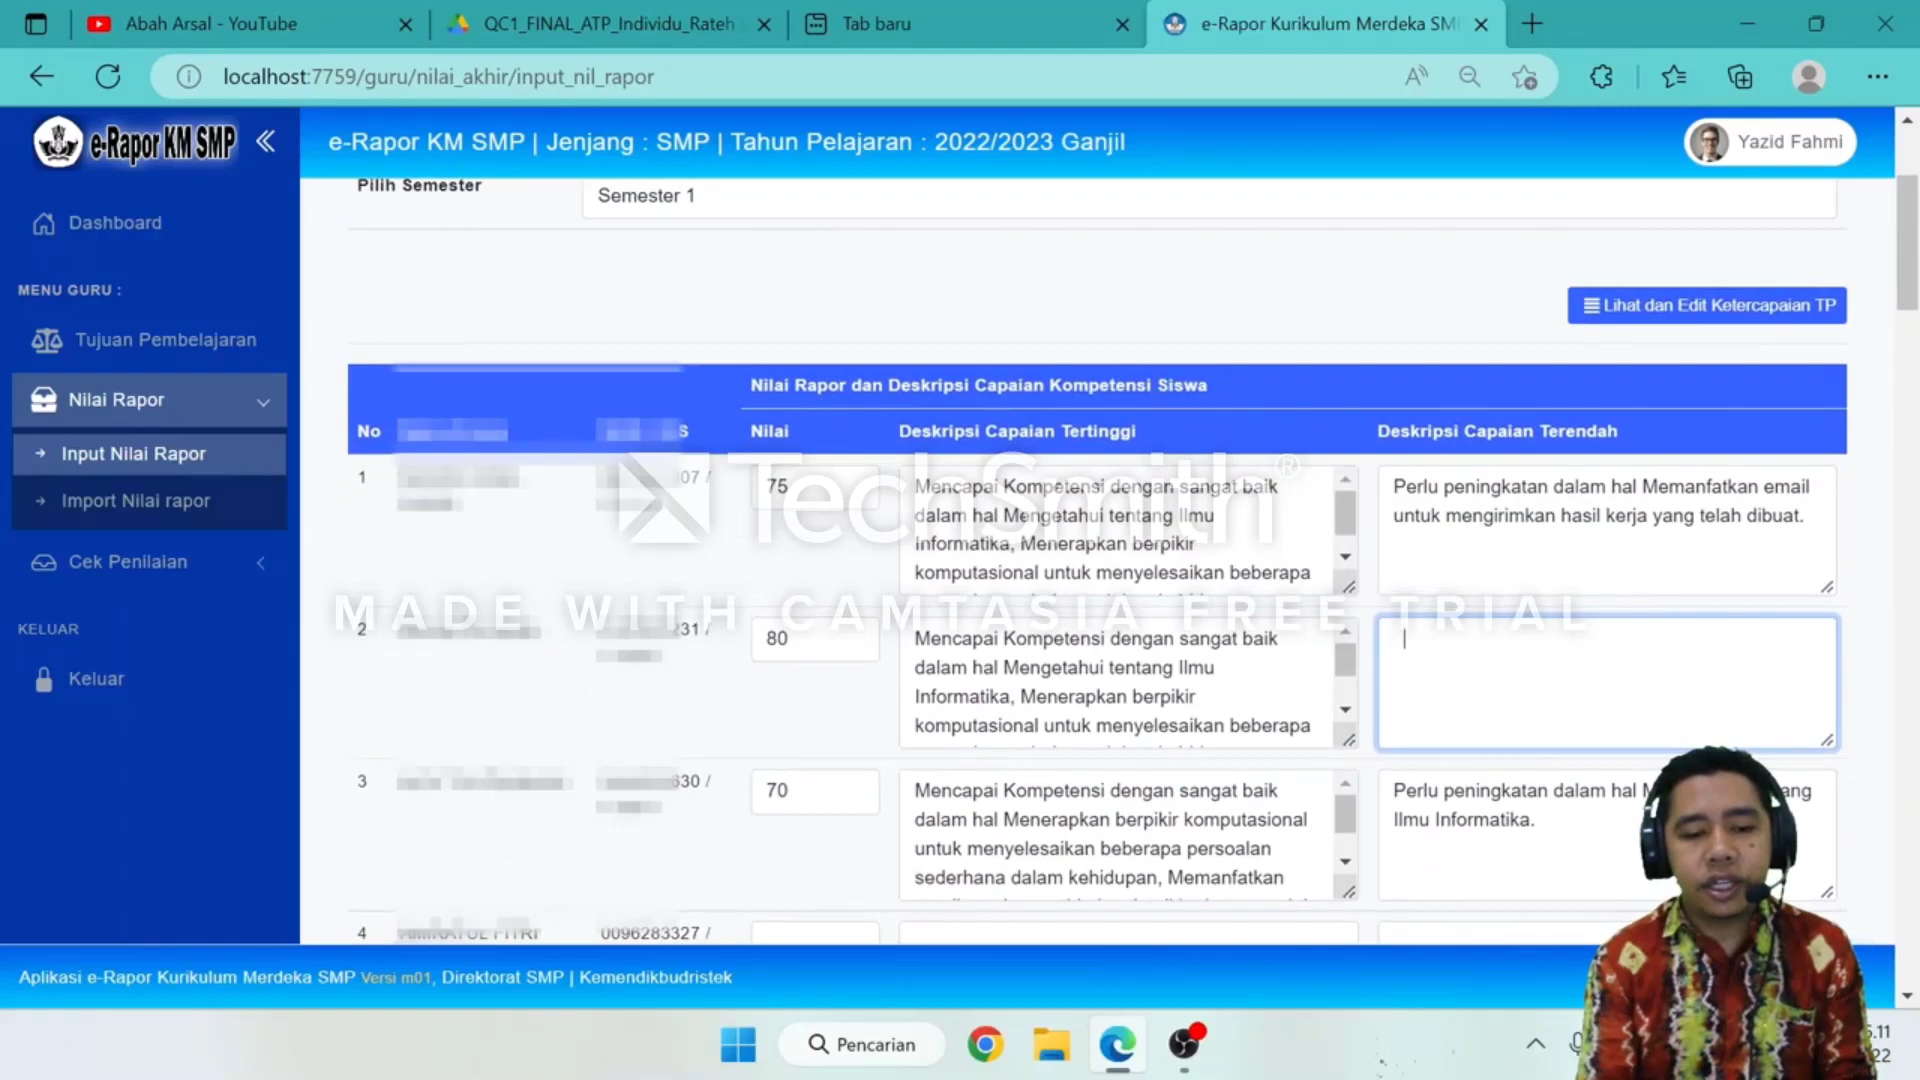 Abah Arsal - YouTube
QC1_FINAL_ATP_Individu_Rateh
Tab baru
e-Rapor Kurikulum Merdeka SM
localhost:7759/guru/nilai_akhir/input_nil_rapor
e-Rapor KM SMP
e-Rapor KM SMP | Jenjang : SMP | Tahun Pelajaran : 2022/2023 Ganjil
Yazid Fahmi
Pilih Semester
Semester 1
Dashboard
MENU GURU :
Tujuan Pembelajaran
Nilai Rapor
Input Nilai Rapor
Import Nilai rapor
Cek Penilaian
KELUAR
Keluar
Lihat dan Edit Ketercapaian TP
Nilai Rapor dan Deskripsi Capaian Kompetensi Siswa
No
S
Nilai
Deskripsi Capaian Tertinggi
Deskripsi Capaian Terendah
1
07 /
75
Mencapai Kompetensi dengan sangat baik
dalam hal Mengetahui tentang Ilmu
Informatika, Menerapkan berpikir
komputasional untuk menyelesaikan beberapa
Perlu peningkatan dalam hal Memanfatkan email
untuk mengirimkan hasil kerja yang telah dibuat.
TechSmith®
MADE WITH CAMTASIA FREE TRIAL
2
231 /
80
Mencapai Kompetensi dengan sangat baik
dalam hal Mengetahui tentang Ilmu
Informatika, Menerapkan berpikir
komputasional untuk menyelesaikan beberapa
3
630 /
70
Mencapai Kompetensi dengan sangat baik
dalam hal Menerapkan berpikir komputasional
untuk menyelesaikan beberapa persoalan
sederhana dalam kehidupan, Memanfatkan
Perlu peningkatan dalam hal
Ilmu Informatika.
4
0096283327 /
Aplikasi e-Rapor Kurikulum Merdeka SMP Versi m01, Direktorat SMP | Kemendikbudristek
Pencarian